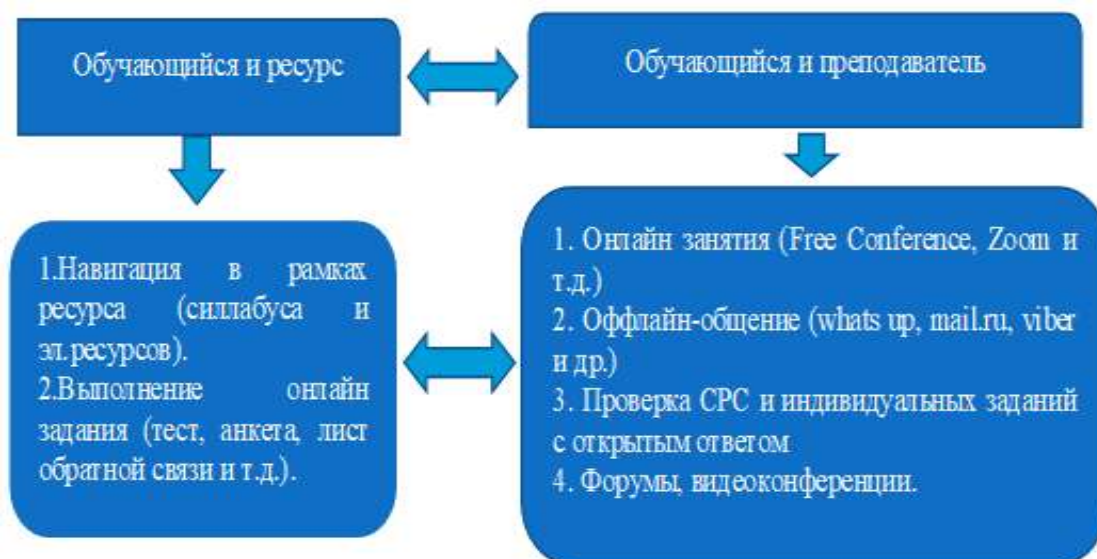 Обучающийся и ресурс
Обучающийся и преподаватель
1.Навигация в рамках
ресурса (силлабуса и
эл.ресурсов).
2.Выполнение онлайн
задания (тест, анкета, лист
обратной связи и т.д.).
1. Онлайн занятия (Free Conference, Zoom и
т.д.)
2. Оффлайн-общение (whats up, mail.ru, viber
и др.)
3. Проверка СРС и индивидуальных заданий
с открытым ответом
4. Форумы, видеоконференции.